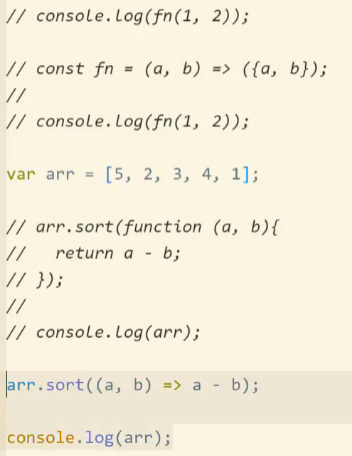 // console.log(fn(1, 2));
// const fn = (a, b) => ({a, b});
//
// console.log(fn(1, 2));
var arr = [5, 2, 3, 4, 1];
// arr.sort(function (a, b){
//   return a - b;
// });
//
// console.log(arr);
arr.sort((a, b) => a - b);
console.log(arr);